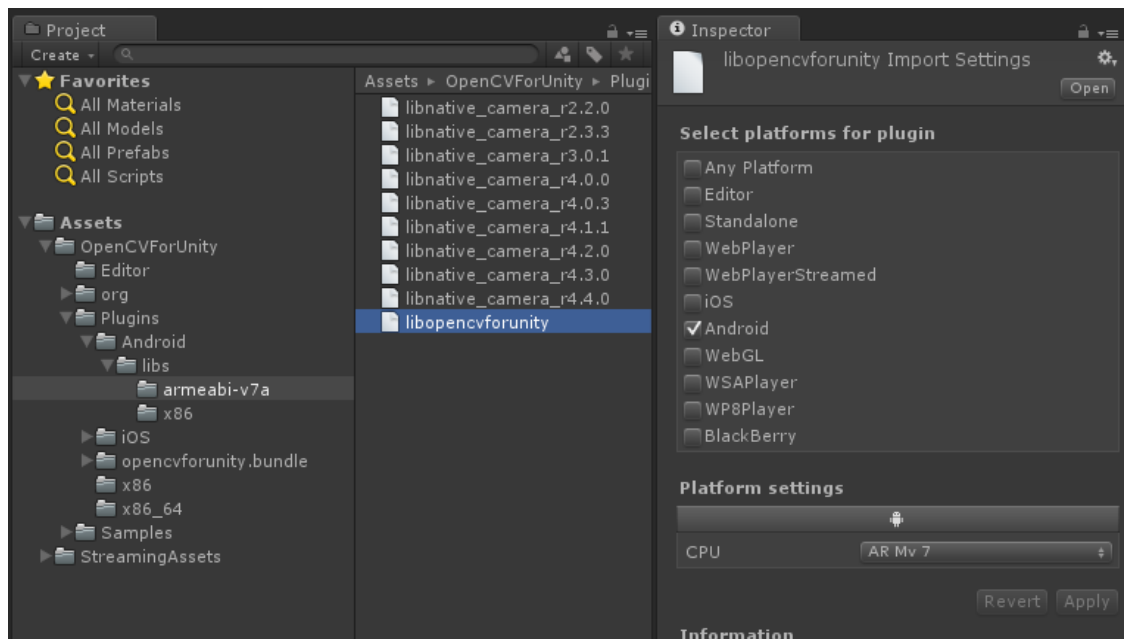 Project
Create
Favorites
All Materials
All Models
All Prefabs
All Scripts
Assets
OpenCVForUnity
Editor
org
Plugins
Android
libs
armeabi-v7a
x86
iOS
opencvforunity.bundle
x86
x86_64
Samples
StreamingAssets
Assets ▸ OpenCVForUnity ▸ Plugi
libnative_camera_r2.2.0
libnative_camera_r2.3.3
libnative_camera_r3.0.1
libnative_camera_r4.0.0
libnative_camera_r4.0.3
libnative_camera_r4.1.1
libnative_camera_r4.2.0
libnative_camera_r4.3.0
libnative_camera_r4.4.0
libopencvforunity
Inspector
libopencvforunity Import Settings
Open
Select platforms for plugin
Any Platform
Editor
Standalone
WebPlayer
WebPlayerStreamed
iOS
Android
WebGL
WSAPlayer
WP8Player
BlackBerry
Platform settings
CPU AR Mv 7
Revert Apply
Information